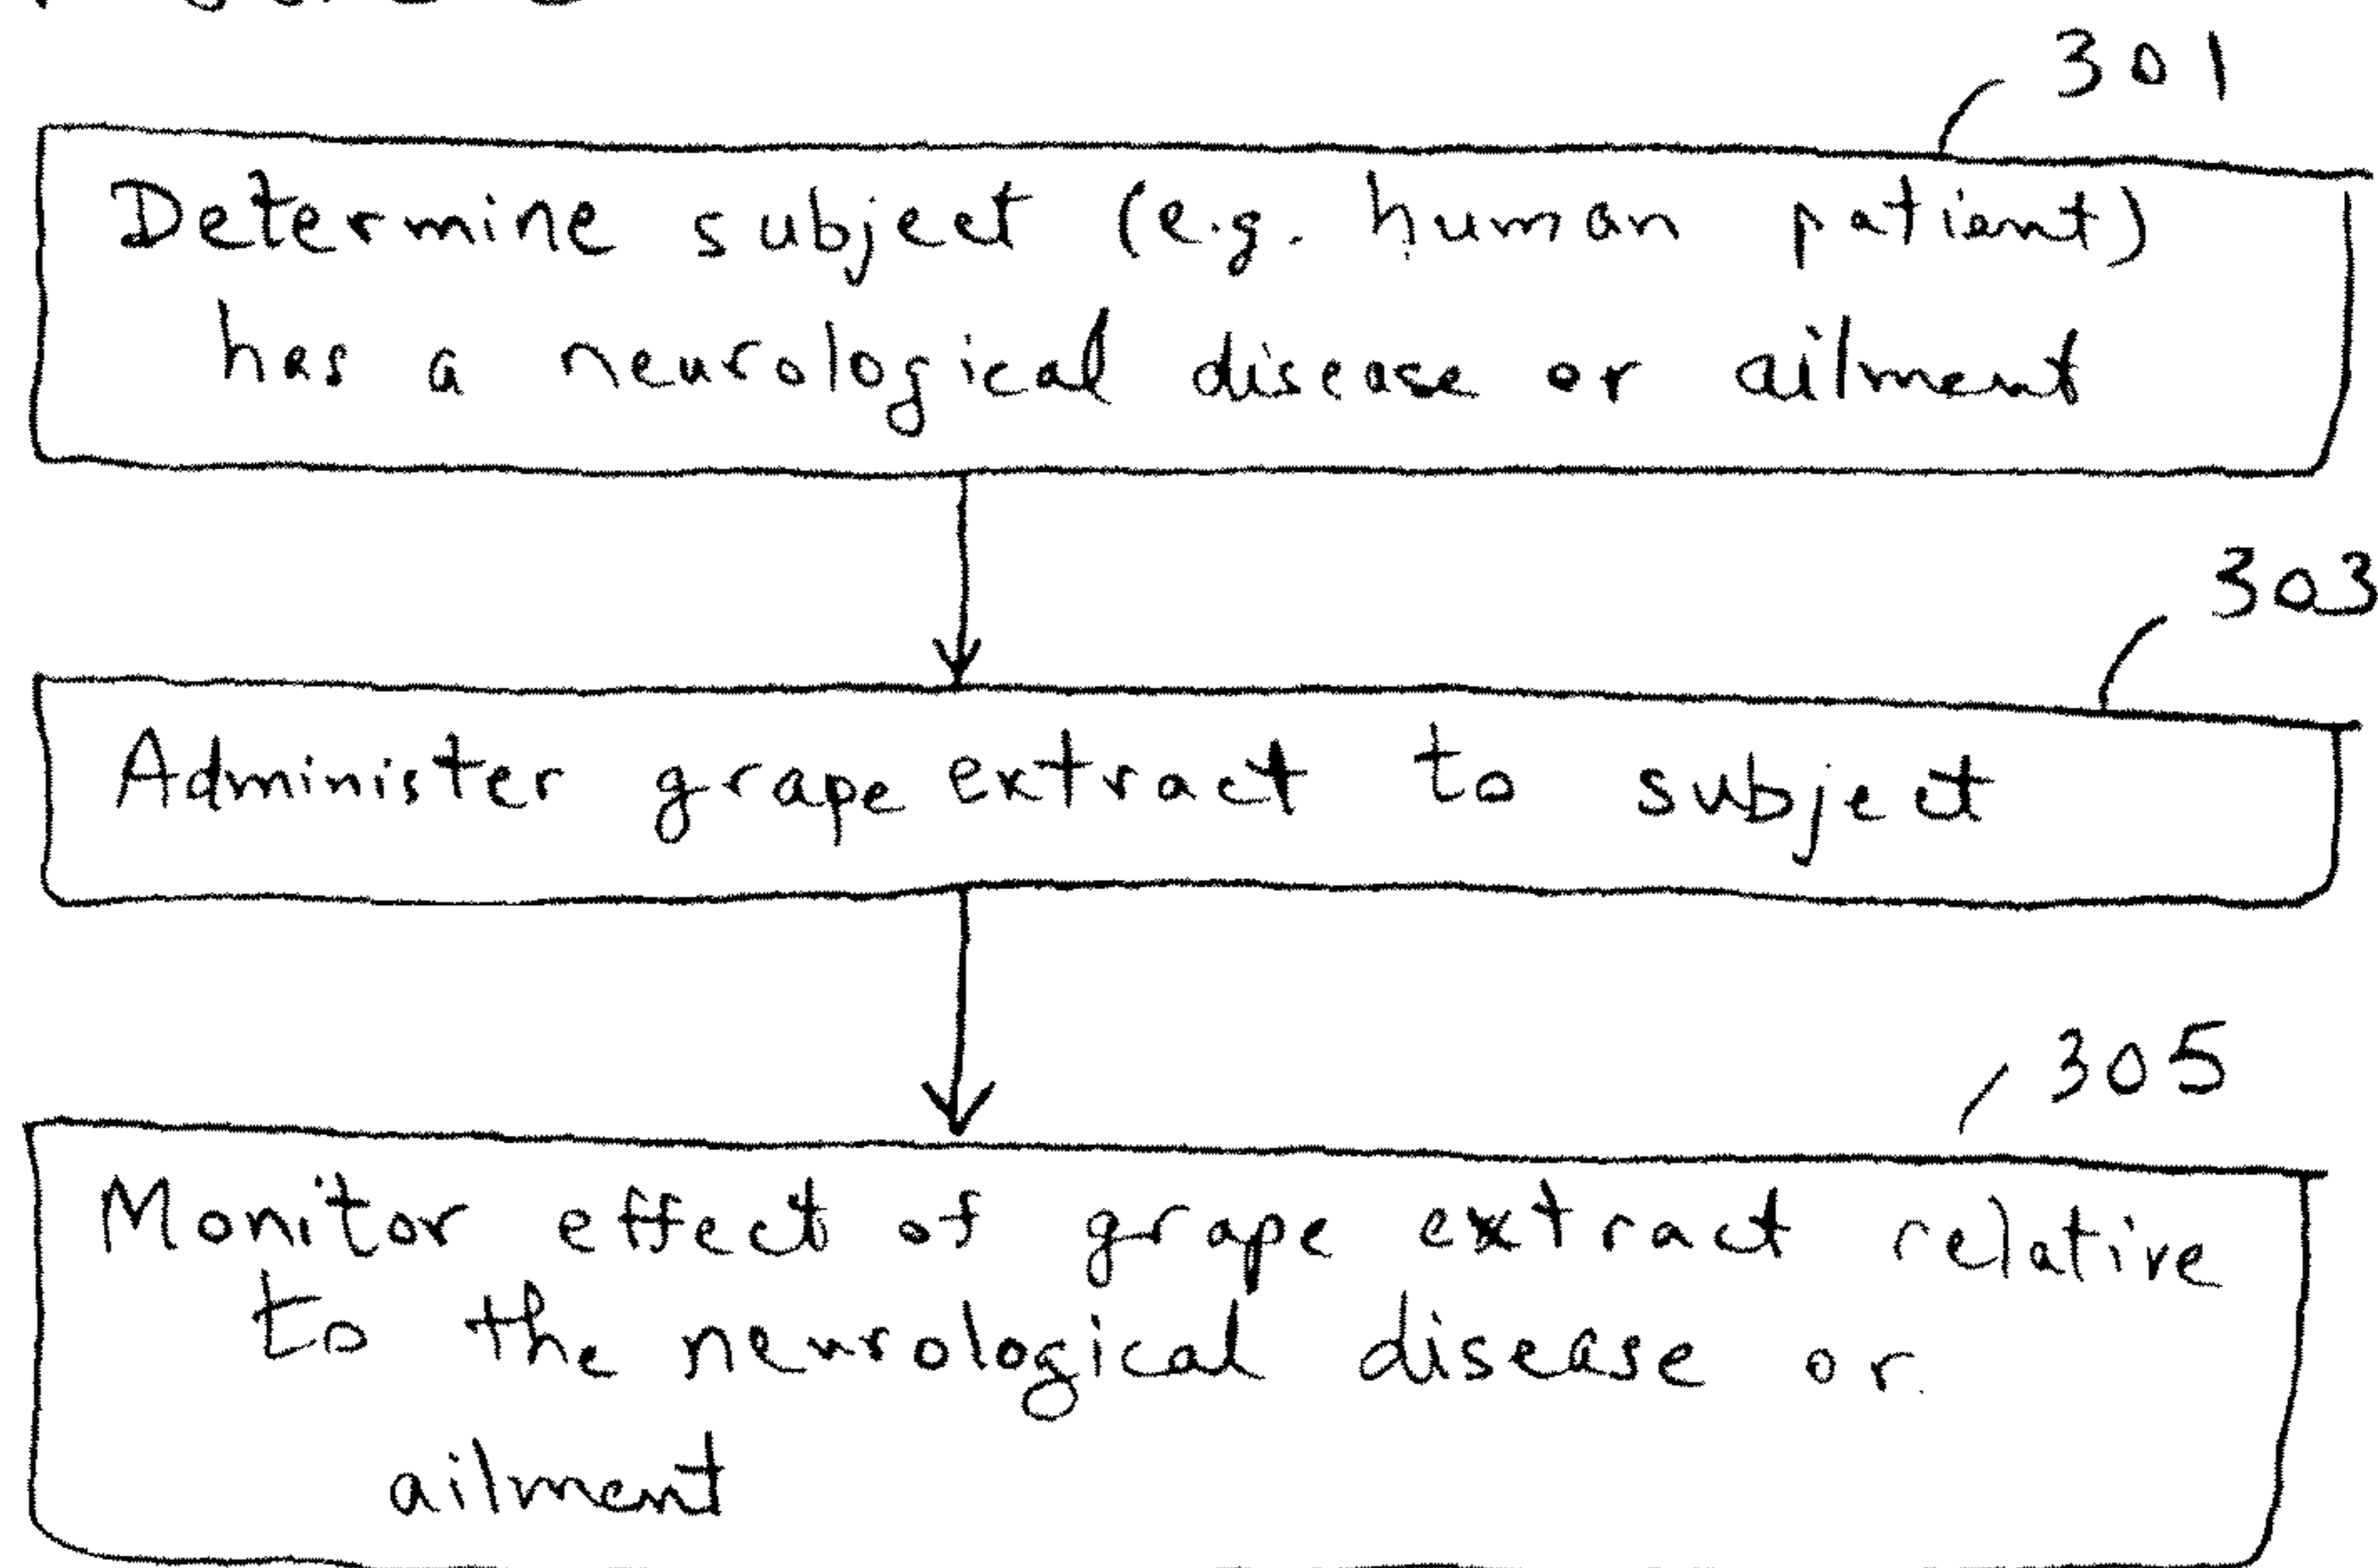 301
Determine subject (e.g. human patient)
has a neurological disease or ailment
303
Administer grape extract to subject
305
Monitor effect of grape extract relative
to the neurological disease or
ailment